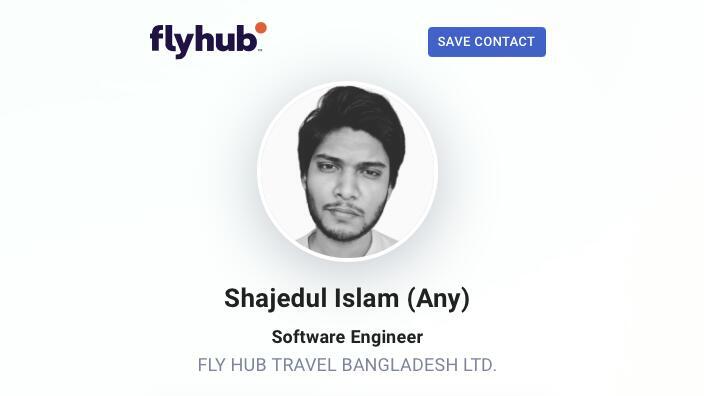 flyhub
SAVE CONTACT
Shajedul Islam (Any)
Software Engineer
FLY HUB TRAVEL BANGLADESH LTD.